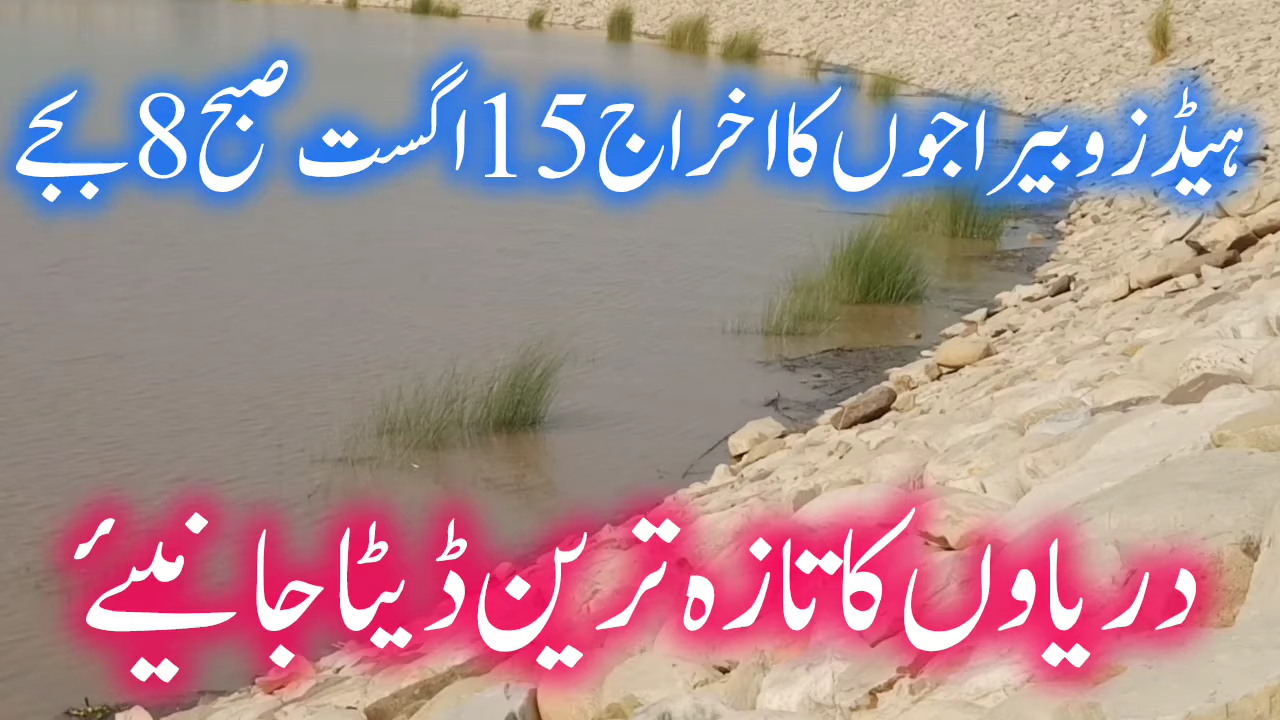 ہیڈز و بیراجوں کا اخراج 15 اگست صبح 8 بجے
دریاوں کا تازہ ترین ڈیٹا جانیئے